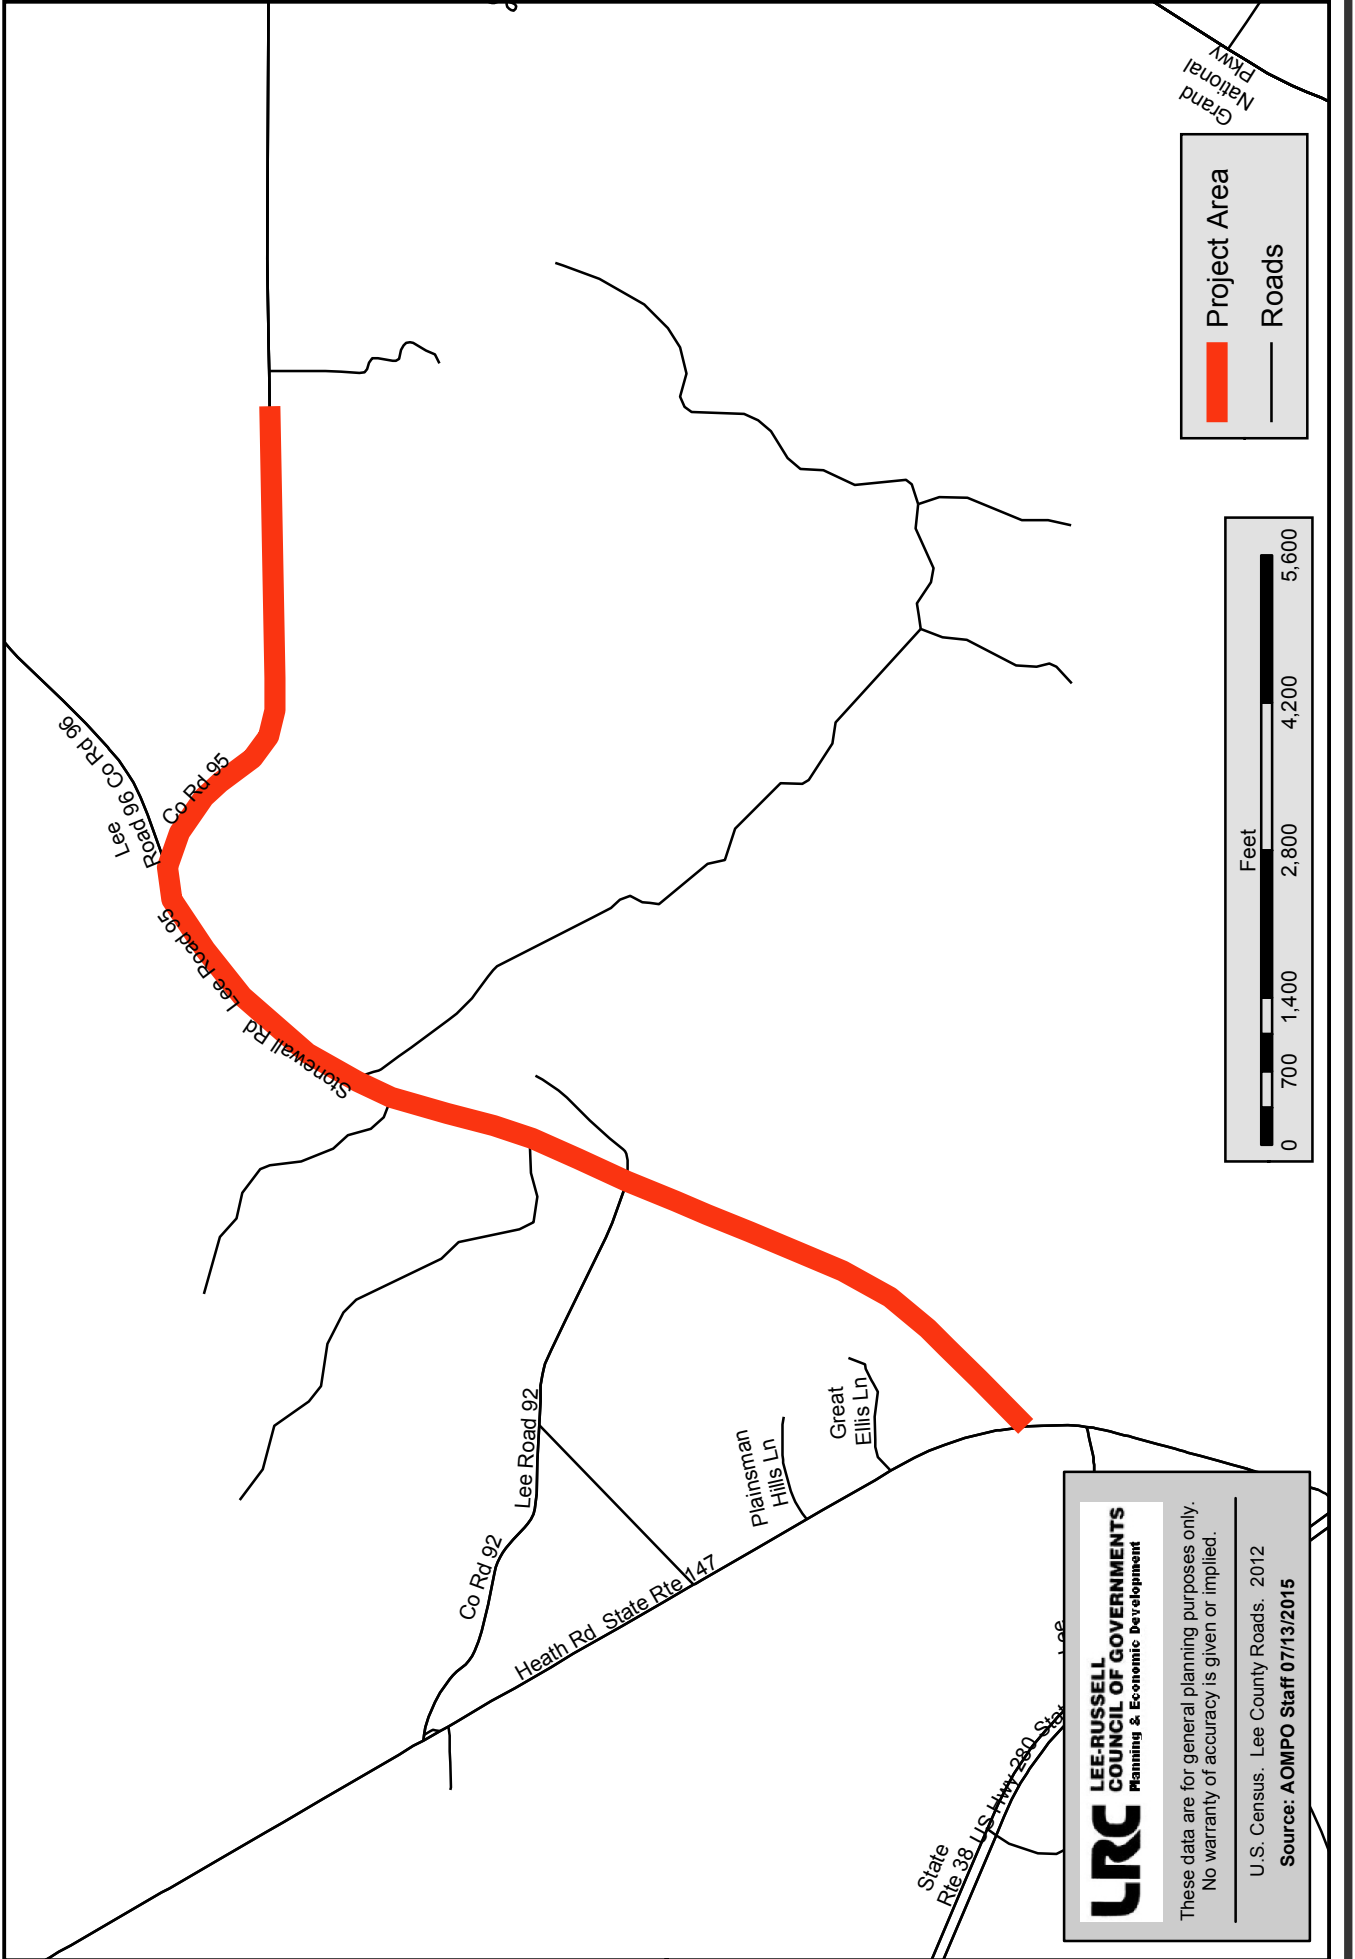 Grand
National
Pkwy
Lee
Road 96 Co Rd 96
Co Rd 95
Stonewall Rd Lee Road 95
Co Rd 92
Lee Road 92
Heath Rd State Rte 147
Plainsman
Hills Ln
Great
Ellis Ln
State
Rte 38 US Hwy 280
Project Area
Roads
Feet
0 700 1,400 2,800 4,200 5,600
LRC
LEE-RUSSELL
COUNCIL OF GOVERNMENTS
Planning & Economic Development
These data are for general planning purposes only.
No warranty of accuracy is given or implied.
U.S. Census. Lee County Roads. 2012
Source: AOMPO Staff 07/13/2015